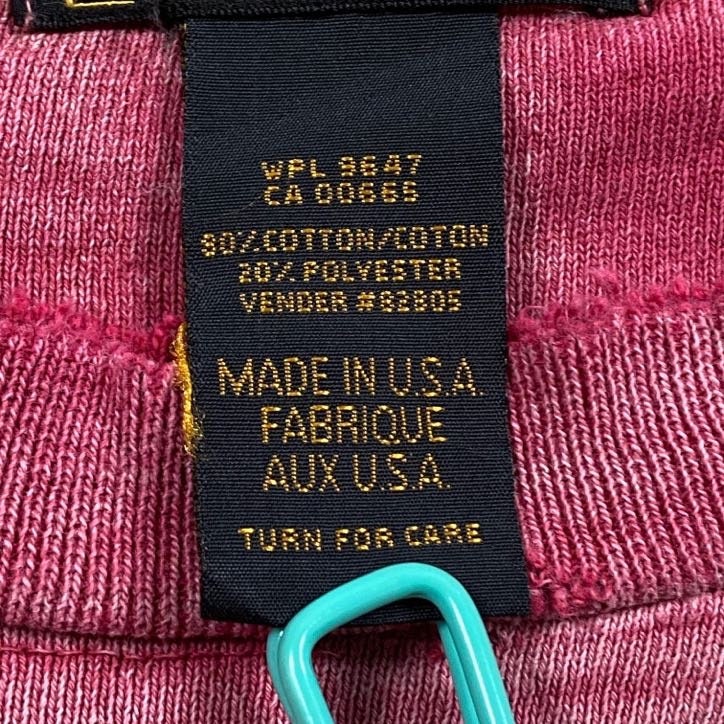 WPL 9647
CA 00665
80% COTTON/COTON
20% POLYESTER
VENDER #82805
MADE IN U.S.A.
FABRIQUE
AUX U.S.A.
TURN FOR CARE